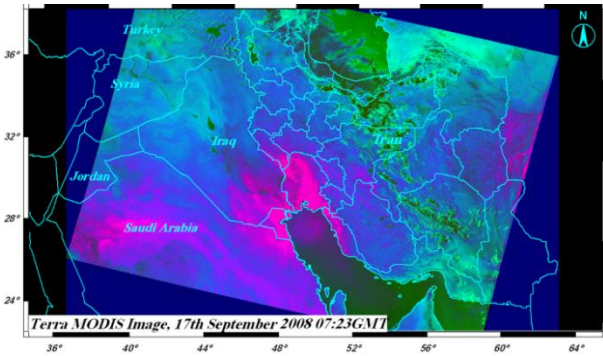 N
Turkey
36°
Syria
32°
Iraq
Iran
Jordan
28°
Saudi Arabia
24°
Terra MODIS Image, 17th September 2008 07:23GMT
36° 40° 44° 48° 52° 56° 60° 64°